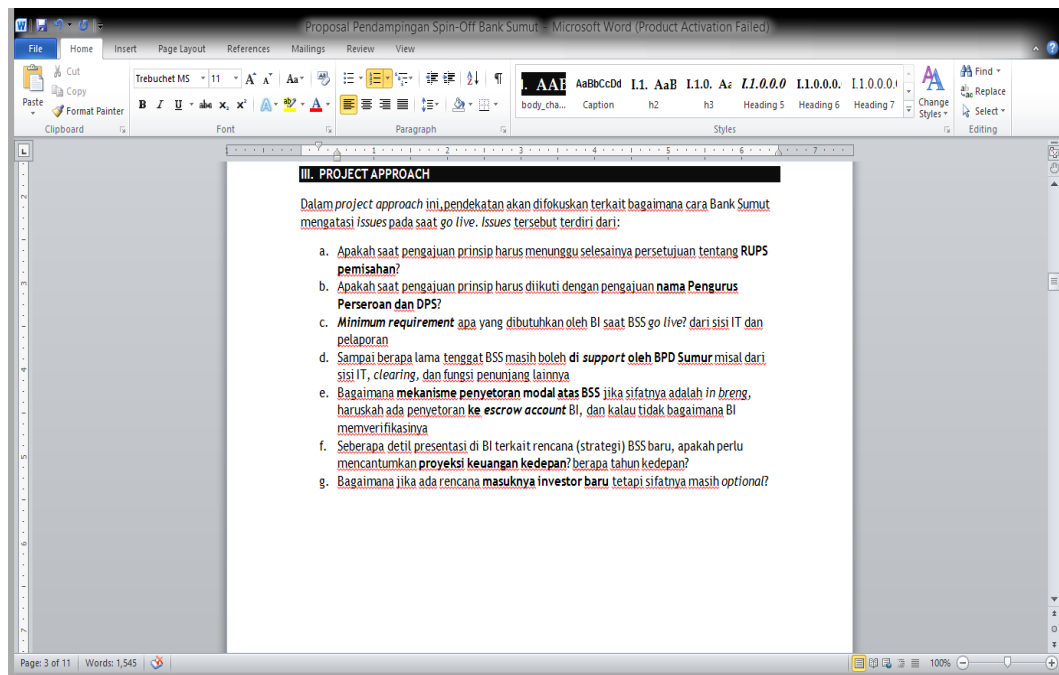 Proposal Pendampingan Spin-Off Bank Sumut - Microsoft Word (Product Activation Failed)
File Home Insert Page Layout References Mailings Review View
Cut
Copy
Format Painter
Paste
Clipboard
Trebuchet MS 11
Font
Paragraph
body_cha... Caption h2 h3 Heading 5 Heading 6 Heading 7
Change Styles
Styles
Find
Replace
Select
Editing
III. PROJECT APPROACH
Dalam project approach ini,pendekatan akan difokuskan terkait bagaimana cara Bank Sumut
mengatasi issues pada saat go live. Issues tersebut terdiri dari:
a. Apakah saat pengajuan prinsip harus menunggu selesainya persetujuan tentang RUPS
pemisahan?
b. Apakah saat pengajuan prinsip harus diikuti dengan pengajuan nama Pengurus
Perseroan dan DPS?
c. Minimum requirement apa yang dibutuhkan oleh BI saat BSS go live? dari sisi IT dan
pelaporan
d. Sampai berapa lama tenggat BSS masih boleh di support oleh BPD Sumur misal dari
sisi IT, clearing, dan fungsi penunjang lainnya
e. Bagaimana mekanisme penyetoran modal atas BSS jika sifatnya adalah in breng,
haruskah ada penyetoran ke escrow account BI, dan kalau tidak bagaimana BI
memverifikasinya
f. Seberapa detil presentasi di BI terkait rencana (strategi) BSS baru, apakah perlu
mencantumkan proyeksi keuangan kedepan? berapa tahun kedepan?
g. Bagaimana jika ada rencana masuknya investor baru tetapi sifatnya masih optional?
Page: 3 of 11 Words: 1,545 100%